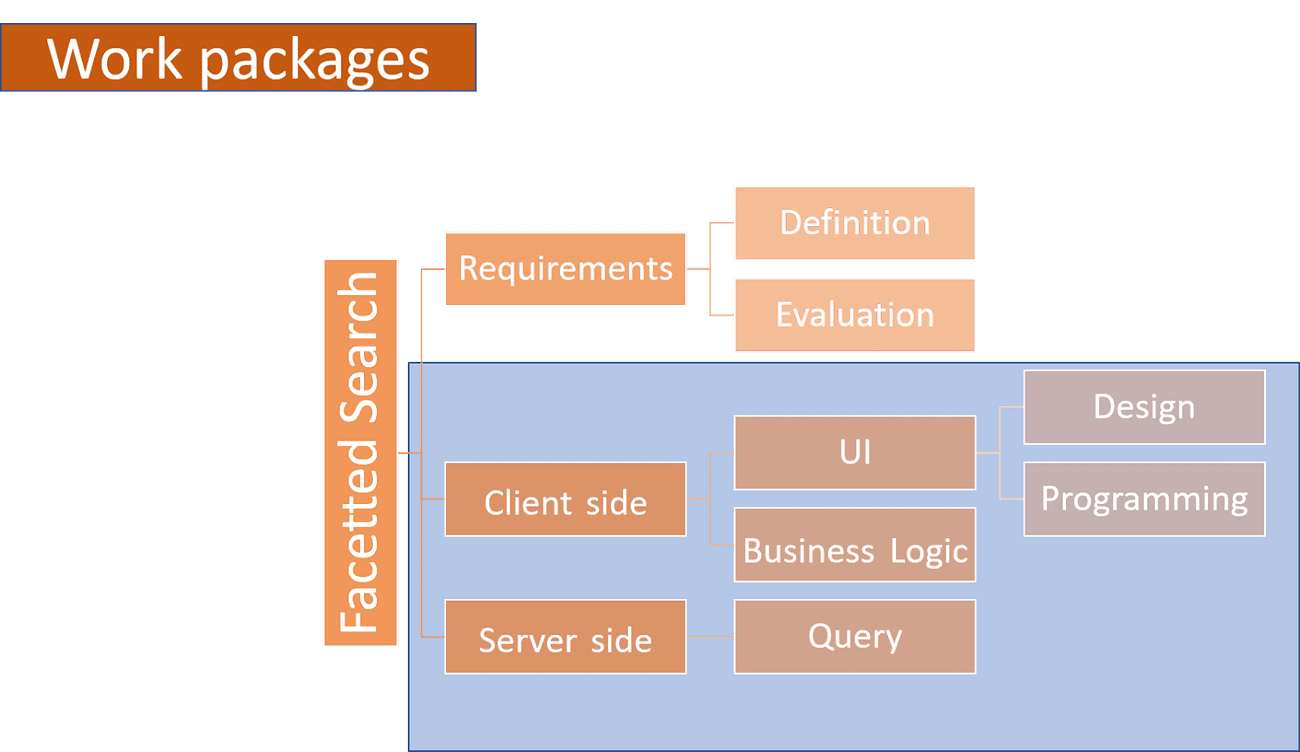 Work packages
Facetted Search
Requirements
Definition
Evaluation
Client side
UI
Design
Programming
Business Logic
Server side
Query